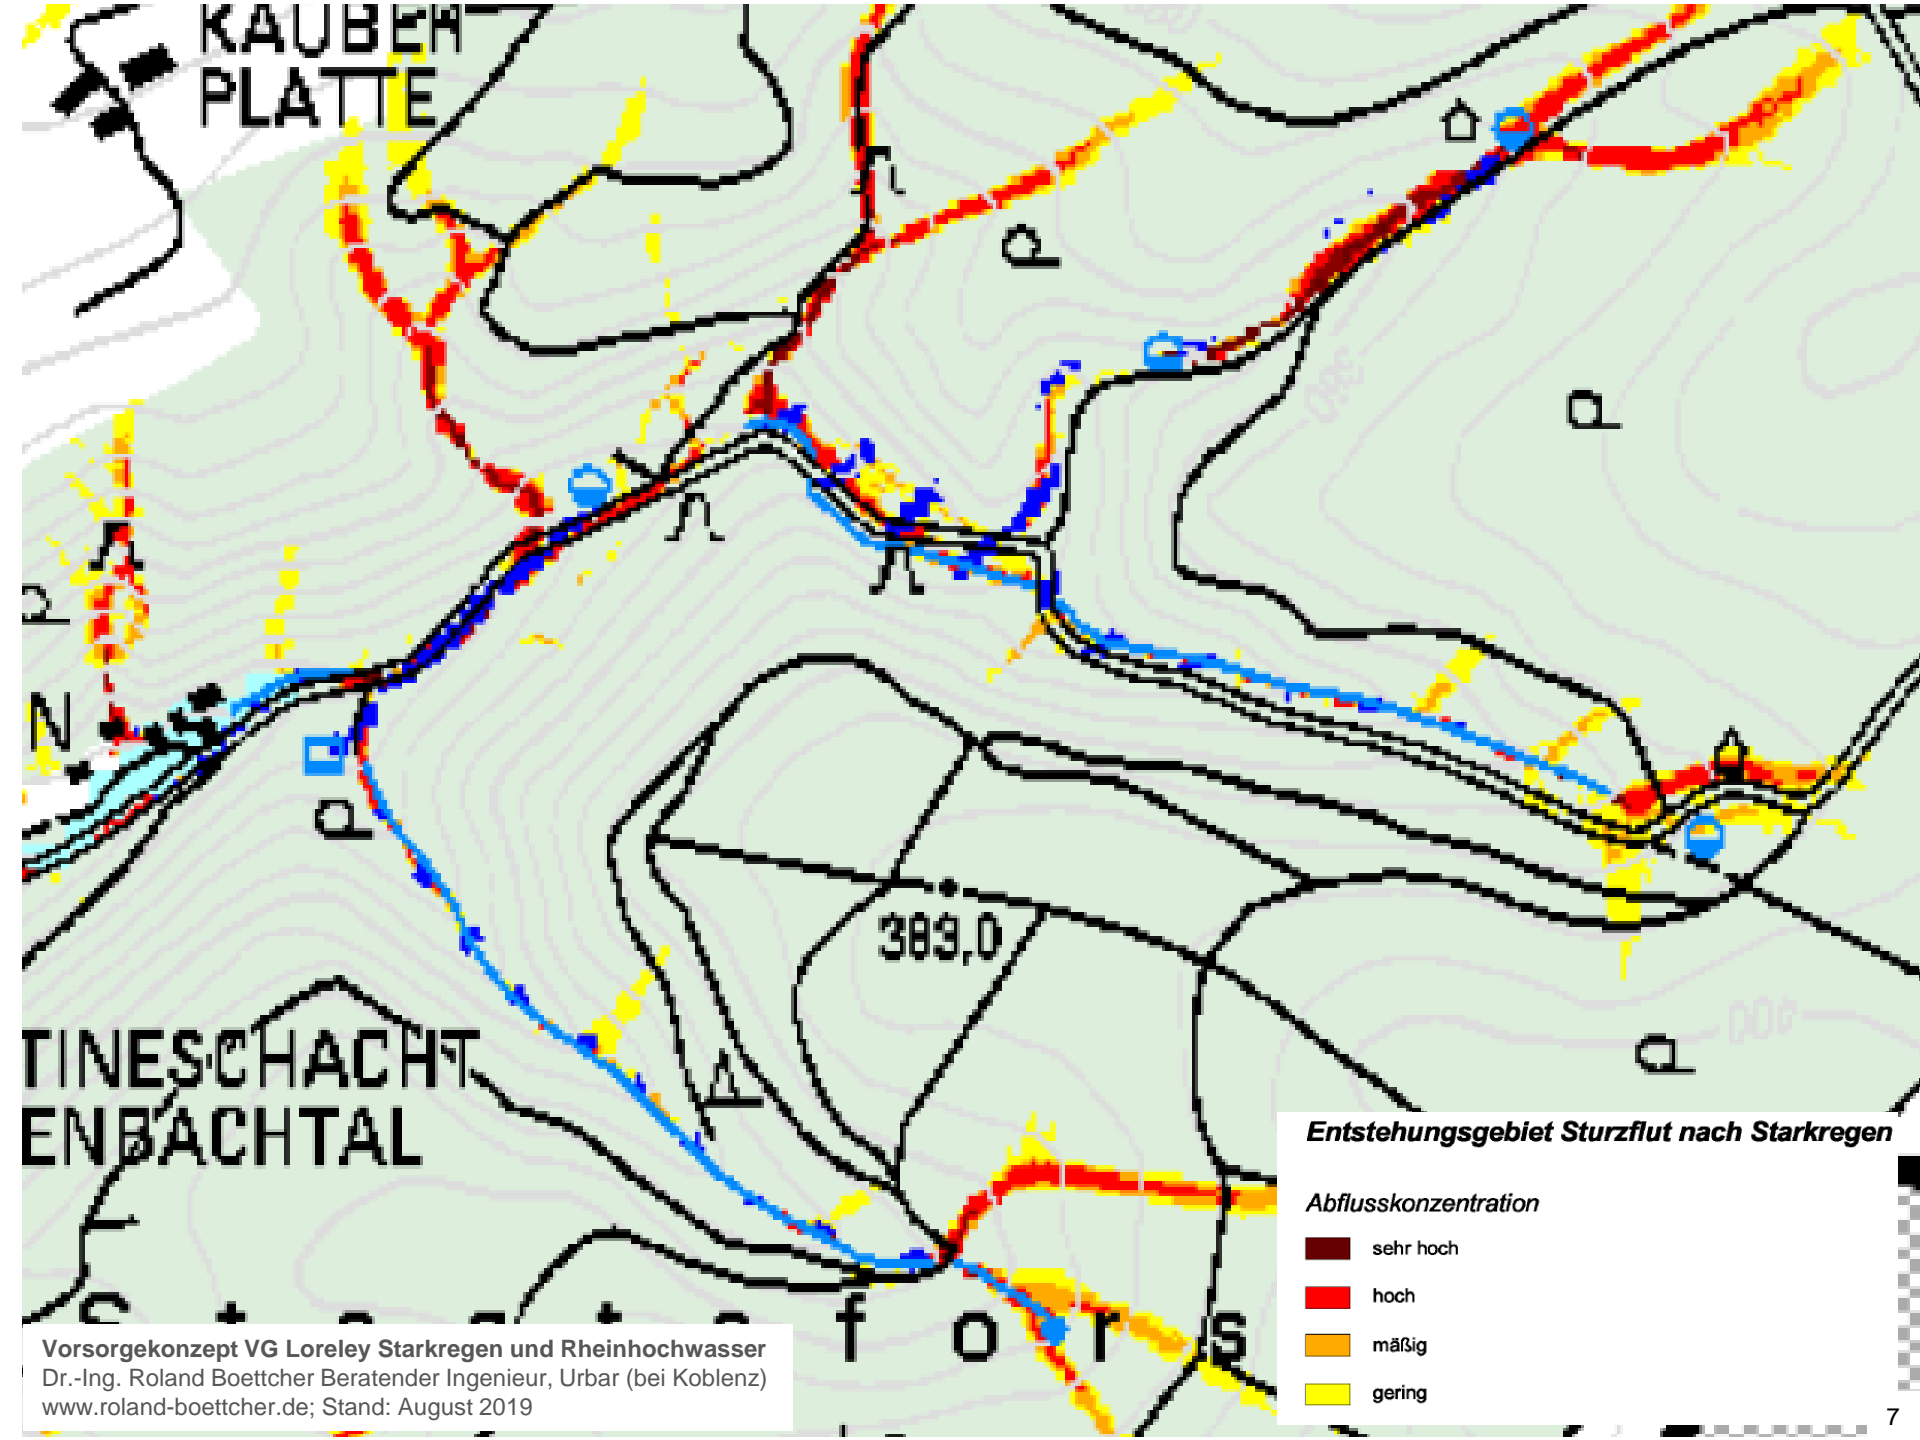 KAUBER
PLATTE
N
383,0
TINESCHACHT
ENBACHTAL
S t a a t s f o r s
Entstehungsgebiet Sturzflut nach Starkregen
Abflusskonzentration
sehr hoch
hoch
mäßig
gering
Vorsorgekonzept VG Loreley Starkregen und Rheinhochwasser
Dr.-Ing. Roland Boettcher Beratender Ingenieur, Urbar (bei Koblenz)
www.roland-boettcher.de; Stand: August 2019
7